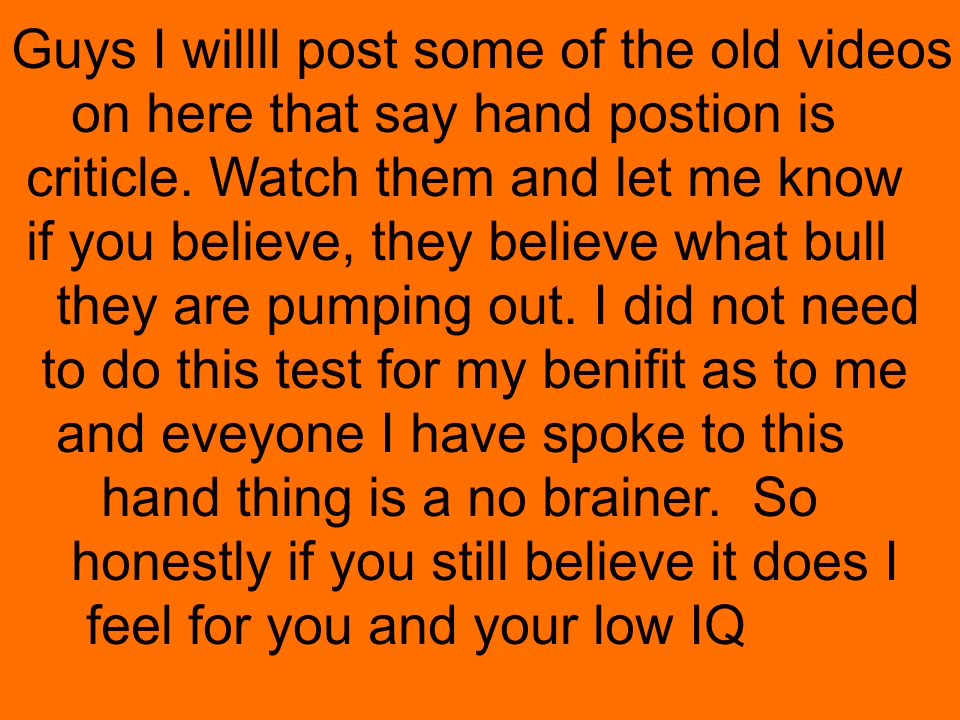 Guys I willll post some of the old videos
on here that say hand postion is
criticle. Watch them and let me know
if you believe, they believe what bull
they are pumping out. I did not need
to do this test for my benifit as to me
and eveyone I have spoke to this
hand thing is a no brainer.  So
honestly if you still believe it does I
feel for you and your low IQ